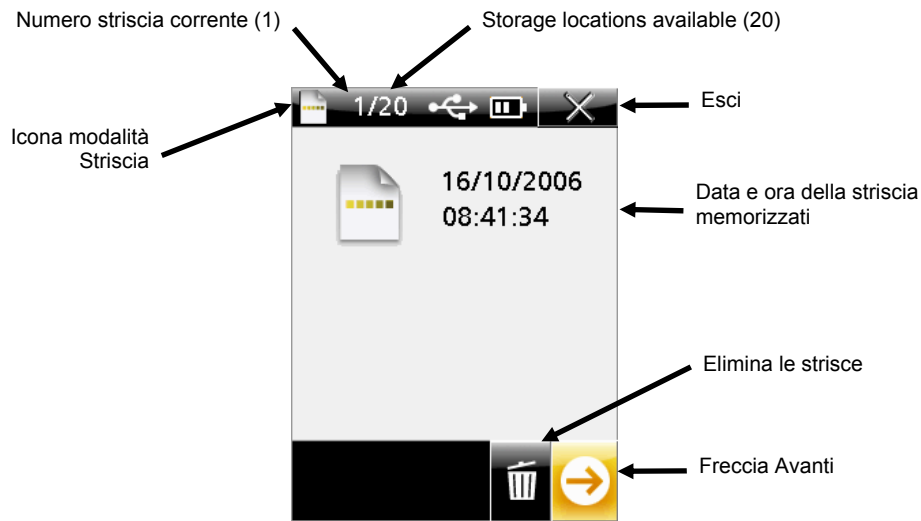 Numero striscia corrente (1)
Storage locations available (20)
1/20
Esci
Icona modalità
Striscia
16/10/2006
08:41:34
Data e ora della striscia
memorizzati
Elimina le strisce
Freccia Avanti